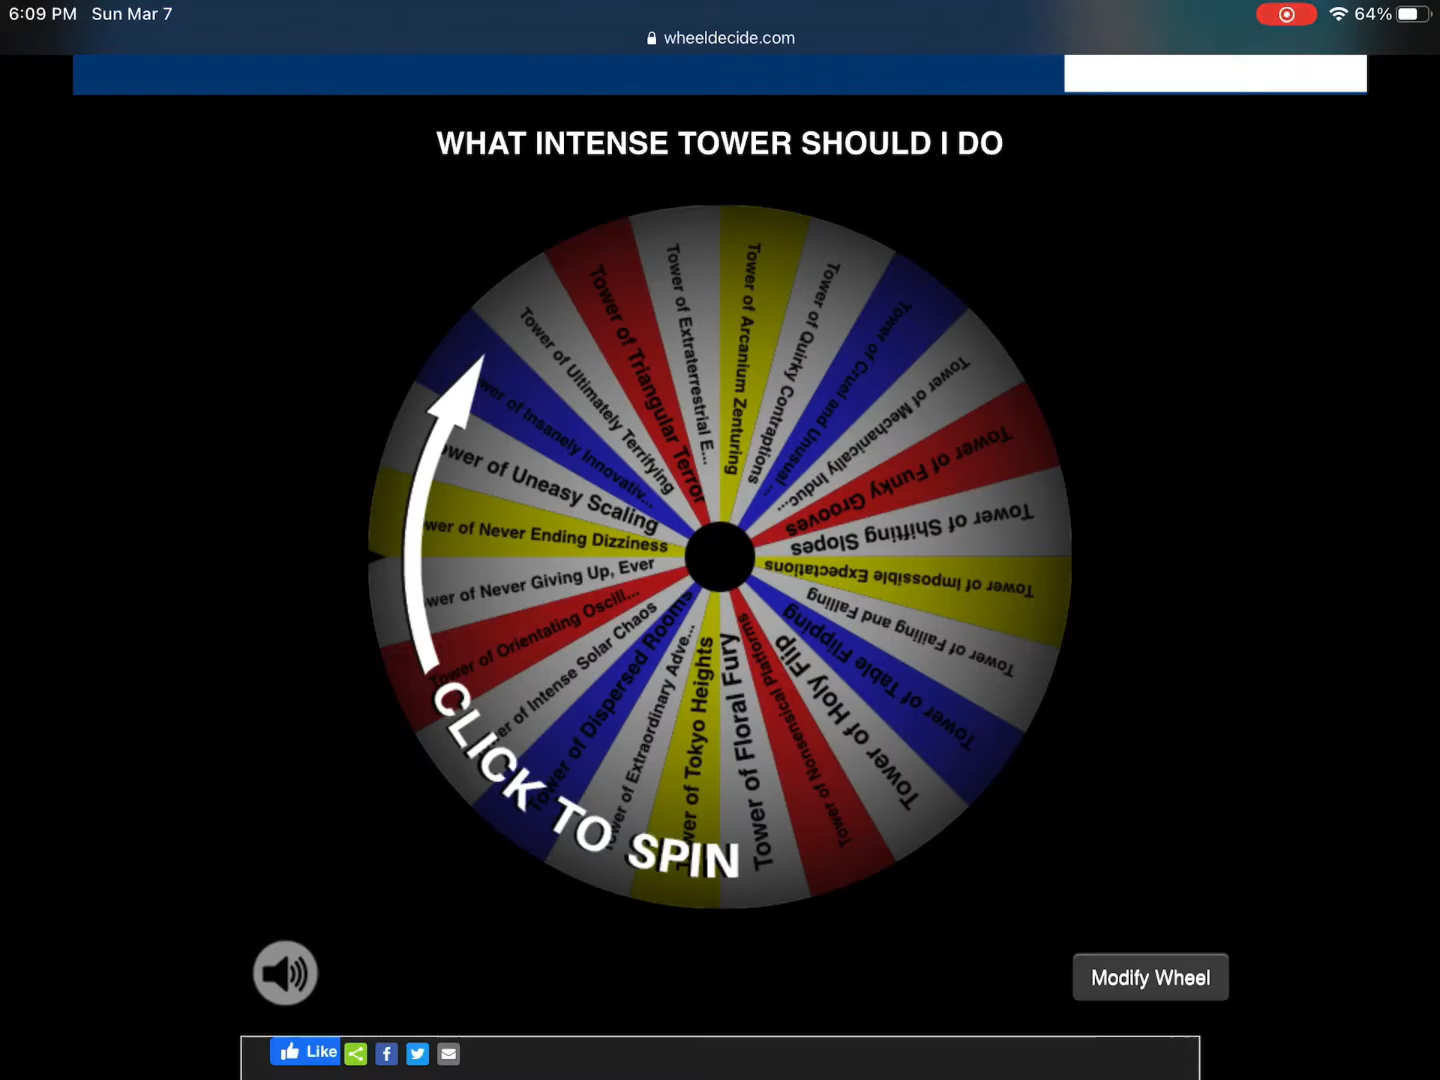 6:09 PM Sun Mar 7
64%
wheeldecide.com
WHAT INTENSE TOWER SHOULD I DO
Tower of Arcanium Zenturing
Tower of Quirky Contraptions
Tower of Cruel and Unusual ...
Tower of Mechanically Induc...
Tower of Funky Grooves
Tower of Shifting Slopes
Tower of Impossible Expectations
Tower of Falling and Failing
Tower of Table Flipping
Tower of Holy Flip
Tower of Nonsensical Platforms
Tower of Floral Fury
Tower of Tokyo Heights
Tower of Extraordinary Adve...
Tower of Dispersed Rooms
er of Intense Solar Chaos
Tower of Orientating Oscill...
wer of Never Giving Up, Ever
wer of Never Ending Dizziness
ower of Uneasy Scaling
wer of Insanely Innovativ...
Tower of Ultimately Terrifying
Tower of Triangular Terror
Tower of Extraterrestrial E...
CLICK TO SPIN
Modify Wheel
Like